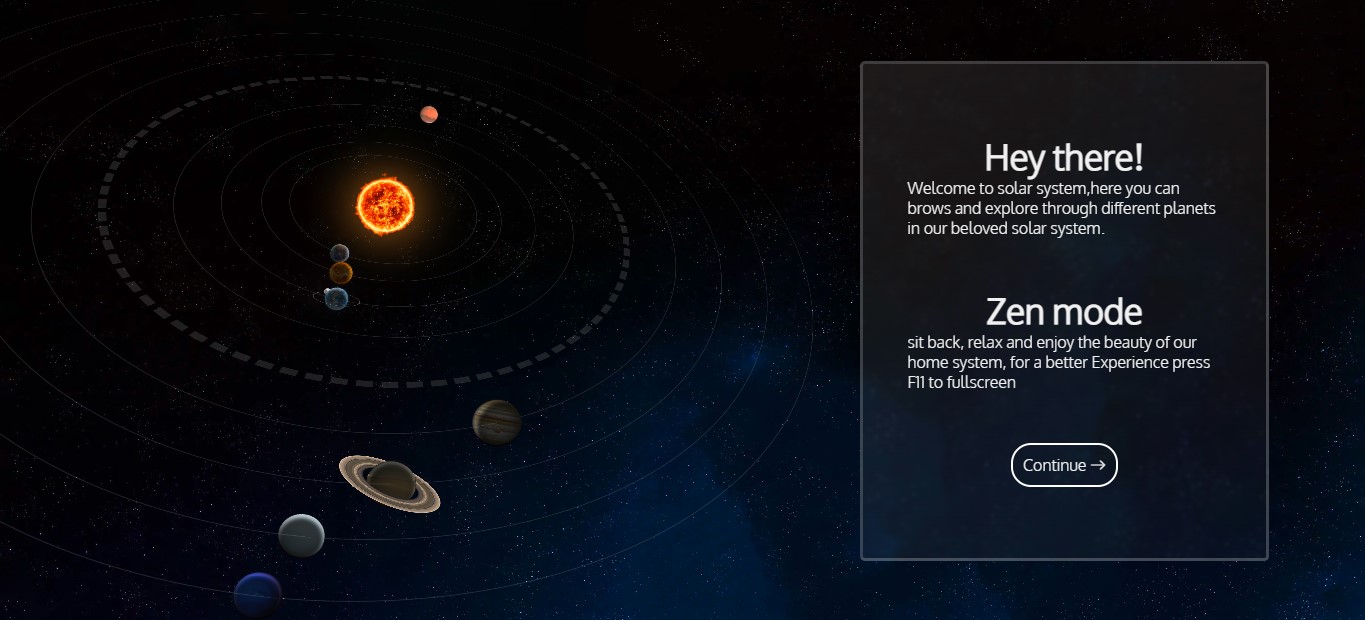 Hey there!
Welcome to solar system,here you can
brows and explore through different planets
in our beloved solar system.
Zen mode
sit back, relax and enjoy the beauty of our
home system, for a better Experience press
F11 to fullscreen
Continue →